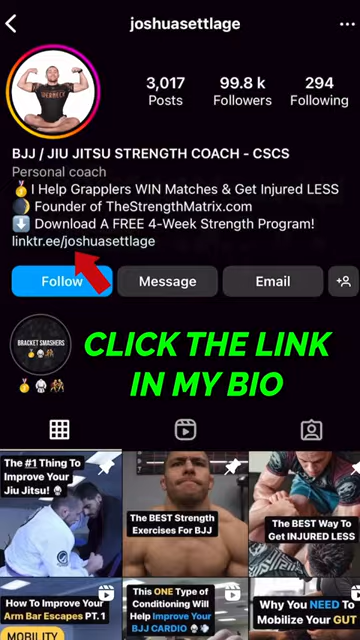 joshuasettlage
3,017
Posts
99.8 k
Followers
294
Following
BJJ / JIU JITSU STRENGTH COACH - CSCS
Personal coach
🥇I Help Grapplers WIN Matches & Get Injured LESS
🌒 Founder of TheStrengthMatrix.com
⬇️ Download A FREE 4-Week Strength Program!
linktr.ee/joshuasettlage
Follow
Message
Email
BRACKET SMASHERS
CLICK THE LINK
IN MY BIO
The #1 Thing To
Improve Your
Jiu Jitsu!
The BEST Strength
Exercises For BJJ
The BEST Way To
Get INJURED LESS
How To Improve Your
Arm Bar Escapes PT. 1
MOBILITY
This ONE Type of
Conditioning Will
Help Improve Your
BJJ CARDIO
Why You NEED To
Mobilize Your GUT